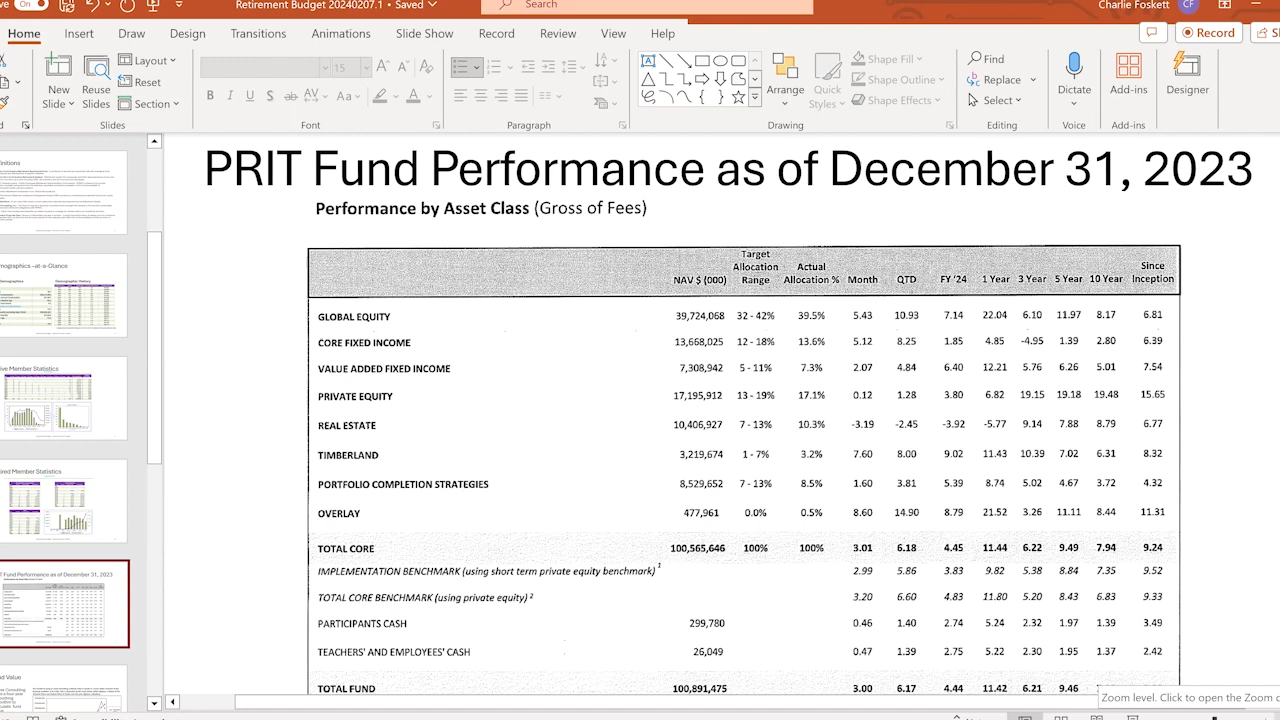 On
Retirement Budget 20240207.1 • Saved
Search
Charlie Foskett
CF
Home Insert Draw Design Transitions Animations Slide Show Record Review View Help
Record
New Slides
Reuse Slides
Layout
Reset
Section
Slides
15
B I U S ab AV Aa A
Font
Paragraph
Arrange
Quick Styles
Shape Fill
Shape Outline
Shape Effects
Drawing
Find
Replace
Select
Editing
Dictate
Voice
Add-ins
Add-ins
Designer
PRIT Fund Performance as of December 31, 2023
Performance by Asset Class (Gross of Fees)
NAV $ (000) Target Allocation Range Actual Allocation % Month QTD FY '24 1 Year 3 Year 5 Year 10 Year Since Inception
GLOBAL EQUITY 39,724,068 32 - 42% 39.5% 5.43 10.93 7.14 22.04 6.10 11.97 8.17 6.81
CORE FIXED INCOME 13,668,025 12 - 18% 13.6% 5.12 8.25 1.85 4.85 -4.95 1.39 2.80 6.39
VALUE ADDED FIXED INCOME 7,308,942 5 - 11% 7.3% 2.07 4.84 6.40 12.21 5.76 6.26 5.01 7.54
PRIVATE EQUITY 17,195,912 13 - 19% 17.1% 0.12 1.28 3.80 6.82 19.15 19.18 19.48 15.65
REAL ESTATE 10,406,927 7 - 13% 10.3% -3.19 -2.45 -3.92 -5.77 9.14 7.88 8.79 6.77
TIMBERLAND 3,219,674 1 - 7% 3.2% 7.60 8.00 9.02 11.43 10.39 7.02 6.31 8.32
PORTFOLIO COMPLETION STRATEGIES 8,529,652 7 - 13% 8.5% 1.60 3.81 5.39 8.74 5.02 4.67 3.72 4.32
OVERLAY 477,961 0.0% 0.5% 8.60 14.90 8.79 21.52 3.26 11.11 8.44 11.31
TOTAL CORE 100,565,646 100% 100% 3.01 6.18 4.45 11.44 6.22 9.49 7.94 9.24
IMPLEMENTATION BENCHMARK (using short term private equity benchmark) 1 2.99 5.86 3.83 9.82 5.38 8.84 7.35 9.52
TOTAL CORE BENCHMARK (using private equity) 2 3.26 6.66 4.83 11.80 5.20 8.43 6.83 9.33
PARTICIPANTS CASH 299,780 0.46 1.40 2.74 5.24 2.32 1.97 1.39 3.49
TEACHERS' AND EMPLOYEES' CASH 26,049 0.47 1.39 2.75 5.22 2.30 1.95 1.37 2.42
TOTAL FUND 100,891,475 3.00 6.17 4.44 11.42 6.21 9.46
Zoom level. Click to open the Zoom